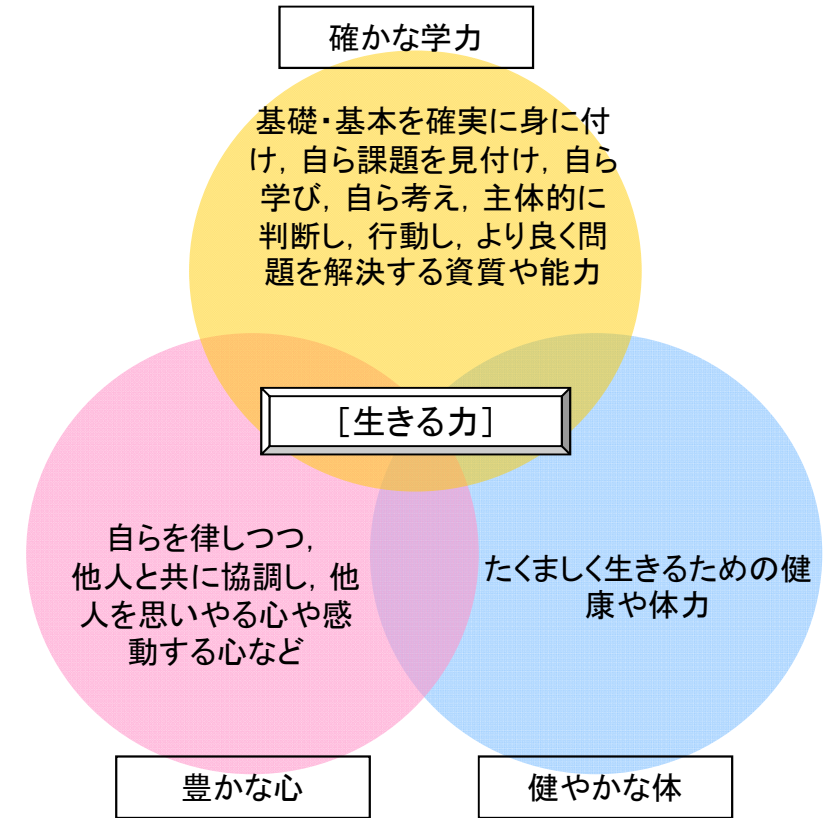 確かな学力
基礎・基本を確実に身に付
け，自ら課題を見付け，自ら
学び，自ら考え，主体的に
判断し，行動し，より良く問
題を解決する資質や能力
［生きる力］
自らを律しつつ，
他人と共に協調し，他
人を思いやる心や感
動する心など
たくましく生きるための健
康や体力
豊かな心
健やかな体